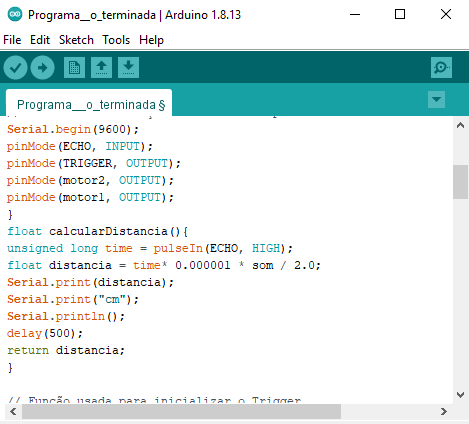 Programa__o_terminada | Arduino 1.8.13
File Edit Sketch Tools Help
Programa__o_terminada §
Serial.begin(9600);
pinMode(ECHO, INPUT);
pinMode(TRIGGER, OUTPUT);
pinMode(motor2, OUTPUT);
pinMode(motor1, OUTPUT);
}
float calcularDistancia(){
unsigned long time = pulseIn(ECHO, HIGH);
float distancia = time* 0.000001 * som / 2.0;
Serial.print(distancia);
Serial.print("cm");
Serial.println();
delay(500);
return distancia;
}
// Função usada para inicializar o Trigger